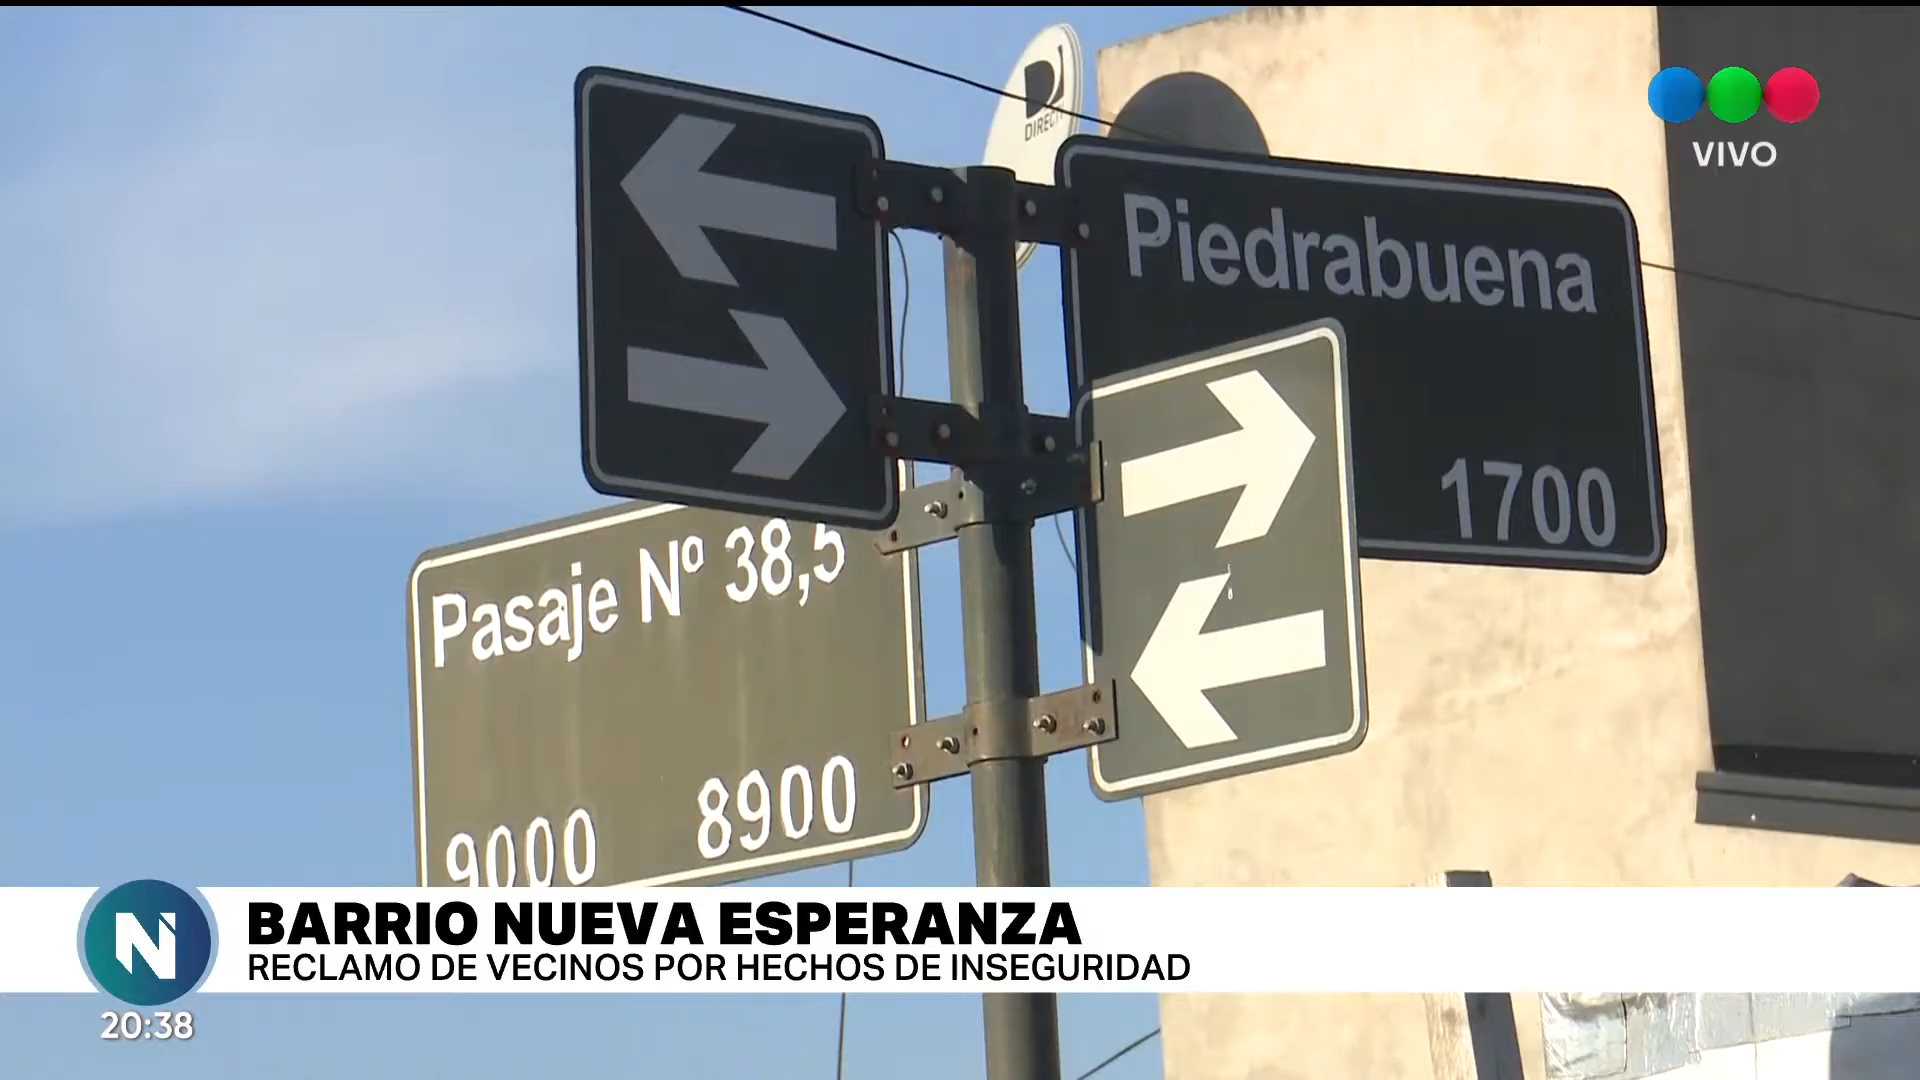 DIRECT
VIVO
Piedrabuena
1700
Pasaje Nº 38,5
9000 8900
N
BARRIO NUEVA ESPERANZA
RECLAMO DE VECINOS POR HECHOS DE INSEGURIDAD
20:38